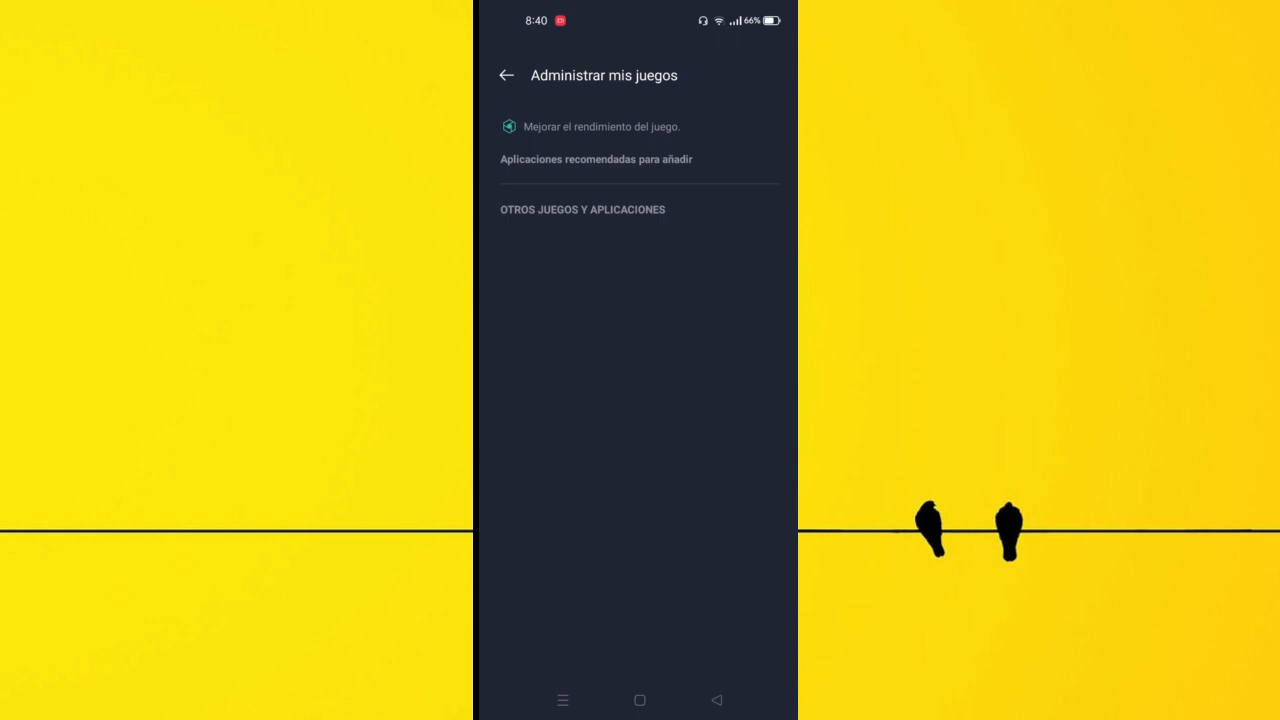 8:40
66%
Administrar mis juegos
Mejorar el rendimiento del juego.
Aplicaciones recomendadas para añadir
OTROS JUEGOS Y APLICACIONES